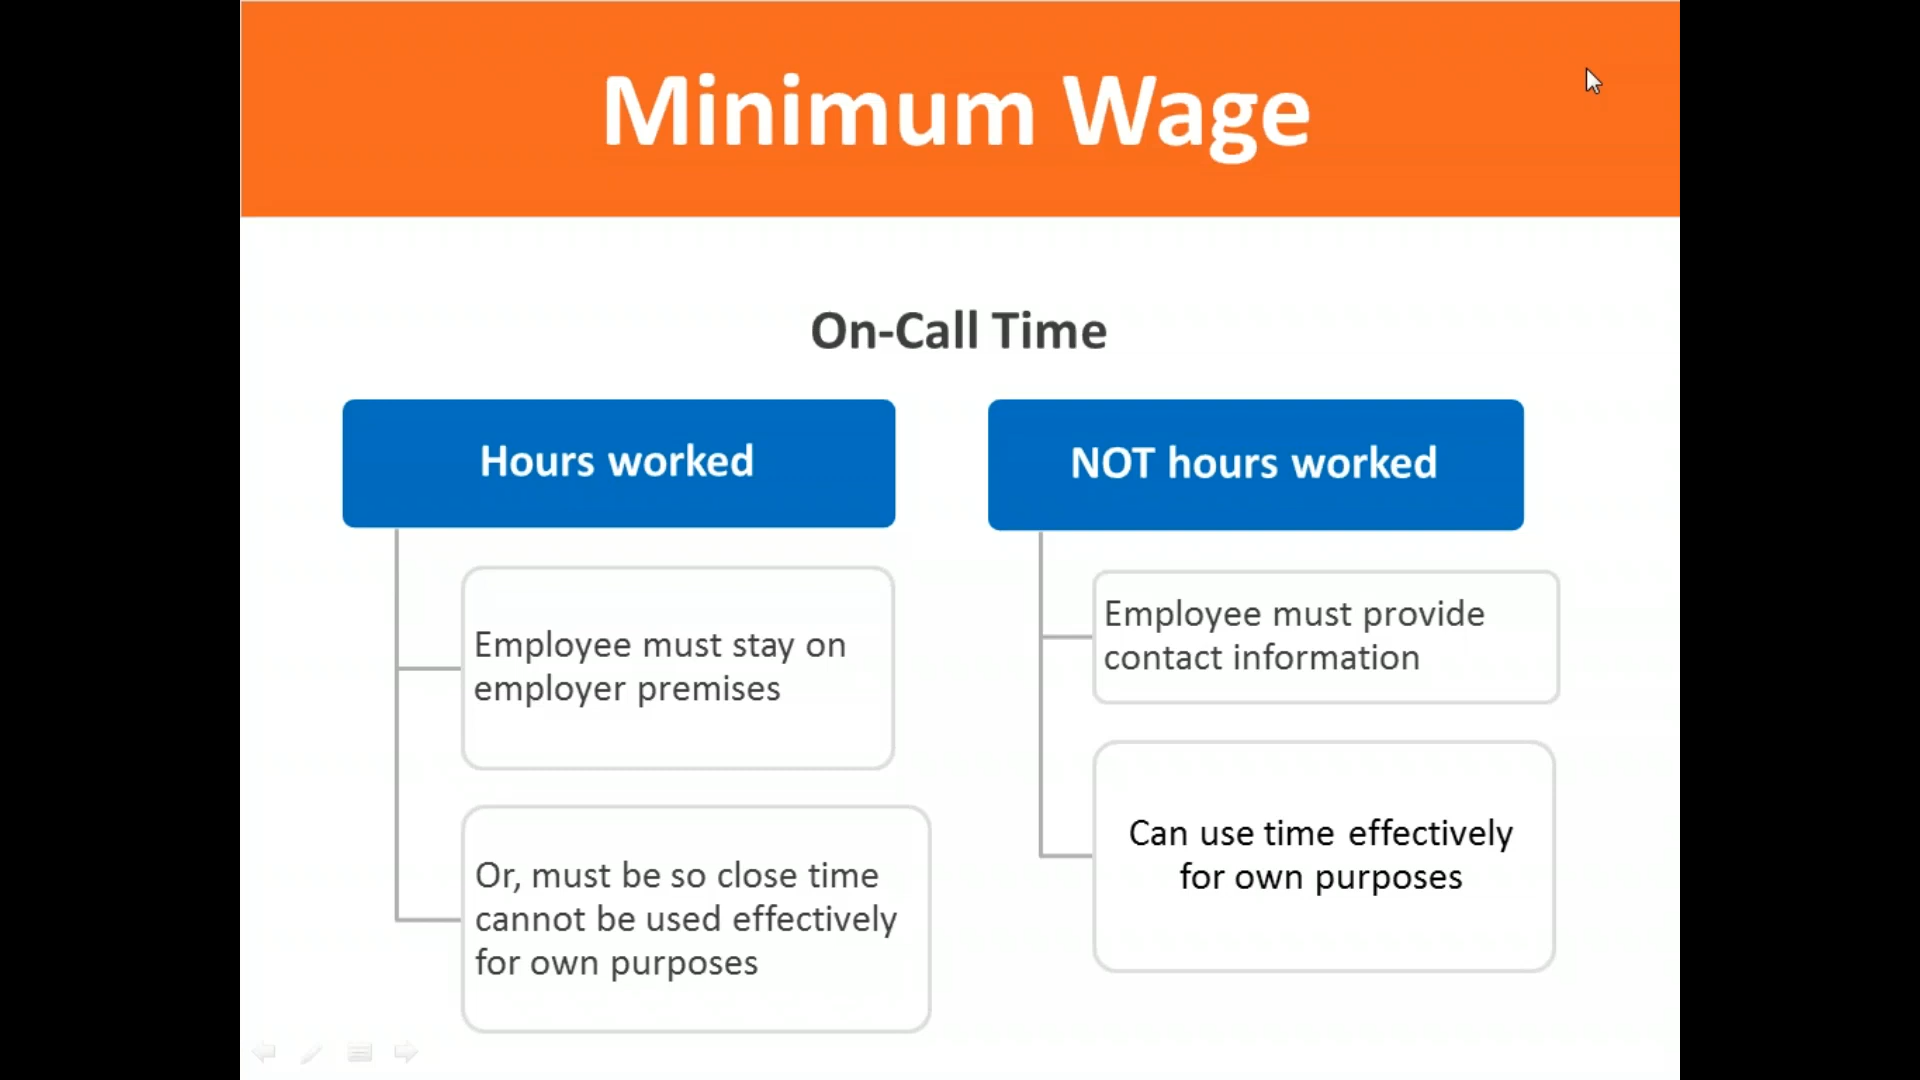 Minimum Wage
On-Call Time
Hours worked
Employee must stay on
employer premises
Or, must be so close time
cannot be used effectively
for own purposes
NOT hours worked
Employee must provide
contact information
Can use time effectively
for own purposes